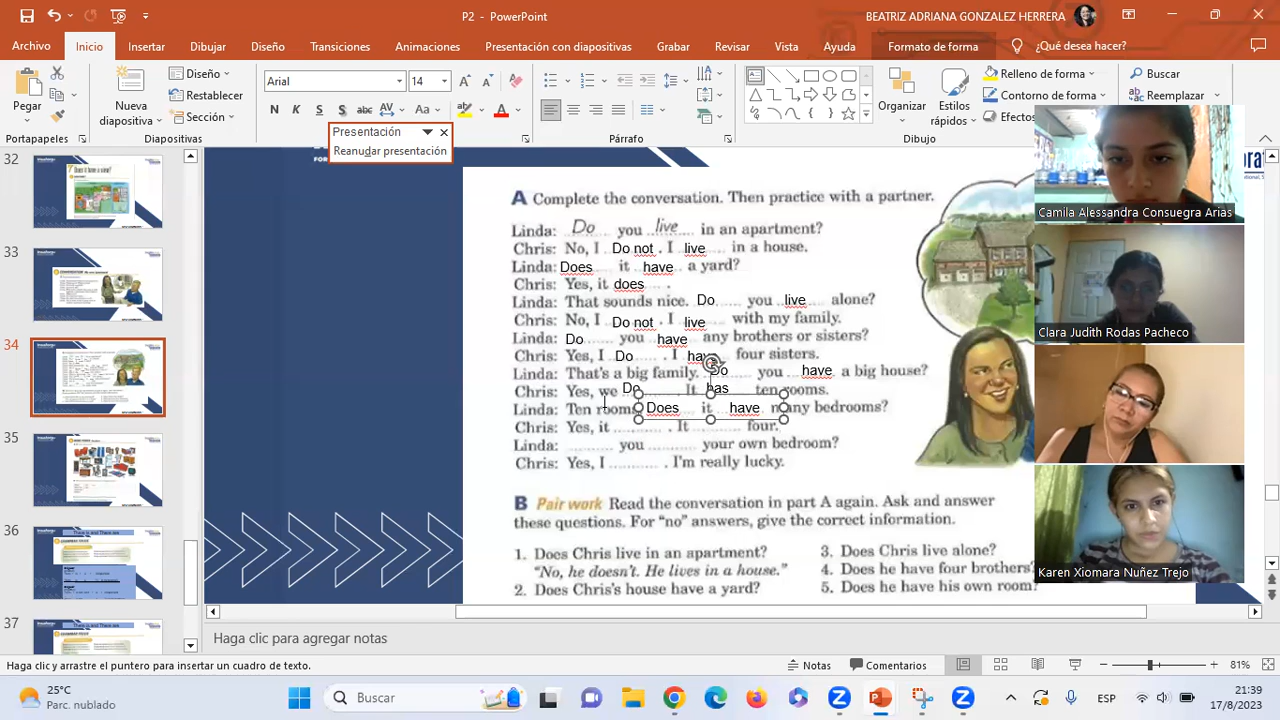 P2 - PowerPoint
BEATRIZ ADRIANA GONZALEZ HERRERA
Archivo Inicio Insertar Dibujar Diseño Transiciones Animaciones Presentación con diapositivas Grabar Revisar Vista Ayuda Formato de forma ¿Qué desea hacer?
Pegar
Portapapeles
Nueva diapositiva
Diseño
Restablecer
Sección
Diapositivas
Arial 14
N K S S abc AV Aa A
Párrafo
Organizar
Estilos rápidos
Dibujo
Relleno de forma
Contorno de forma
Efectos
Buscar
Reemplazar
Presentación
Reanudar presentación
32
33
34
35
36
37
FOR
A Complete the conversation. Then practice with a partner.
Linda: Do you live in an apartment?
Chris: No, I Do not . I live in a house.
Linda: Does it have a yard?
Chris: Yes, it does .
Linda: That sounds nice. Do you live alone?
Chris: No, I Do not . I live with my family.
Linda: Do you have any brothers or sisters?
Chris: Yes, I Do . I have four sisters.
Linda: That's a big family. Do you have a big house?
Chris: Yes, we Do It has ten rooms.
Linda: Ten rooms Does it have many bedrooms?
Chris: Yes, it . It four.
Linda: you your own bedroom?
Chris: Yes, I . I'm really lucky.
B Pair work Read the conversation in part A again. Ask and answer
these questions. For "no" answers, give the correct information.
1. Does Chris live in an apartment?
"No, he doesn't. He lives in a house."
2. Does Chris's house have a yard?
3. Does Chris live alone?
4. Does he have four brothers?
5. Does he have his own room
Camila Alessandra Consuegra Arias
Clara Judith Rodas Pacheco
Karen Xiomara Nuñez Trejo
Haga clic para agregar notas
Haga clic y arrastre el puntero para insertar un cuadro de texto.
Notas Comentarios 81%
25°C
Parc. nublado
Buscar
ESP
21:39
17/8/2023